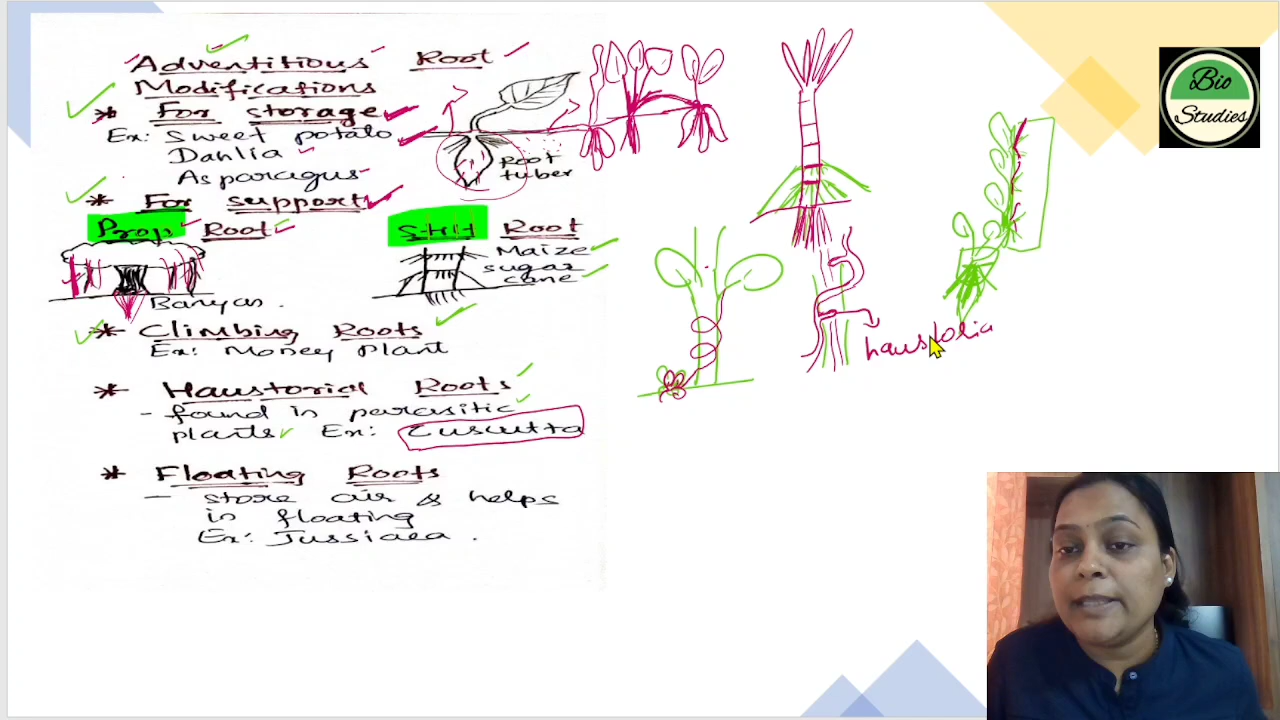 Adventitious Root
Modifications
* For storage
Ex: Sweet potato
Dahlia
Asparagus
Root
tuber
* For support
Prop Root
Stilt Root
Maize
sugar
cane
Banyan.
* Climbing Roots
Ex: Money Plant
* Haustorial Roots
- found in parasitic
plants Ex: Cuscutta
* Floating Roots
- store air & helps
in floating
Ex: Jussiaea.
haustoria
Bio
Studies